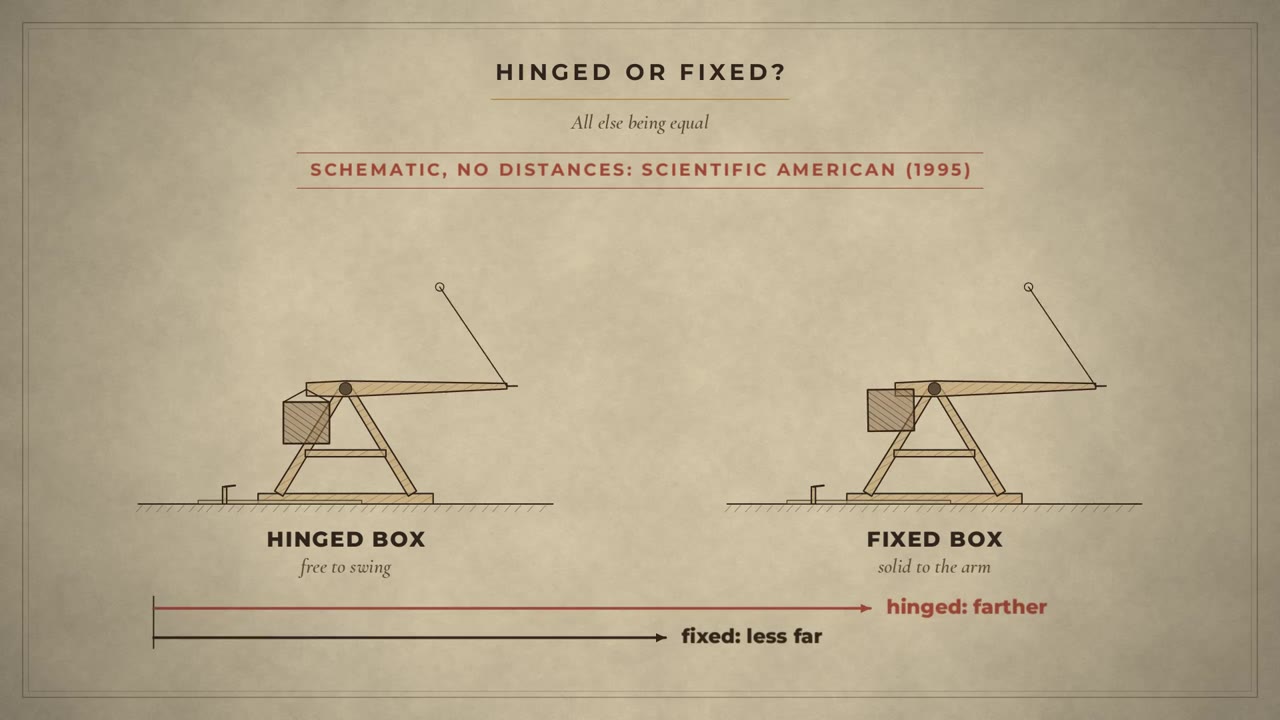 HINGED OR FIXED?
All else being equal
SCHEMATIC, NO DISTANCES: SCIENTIFIC AMERICAN (1995)
HINGED BOX
free to swing
FIXED BOX
solid to the arm
hinged: farther
fixed: less far